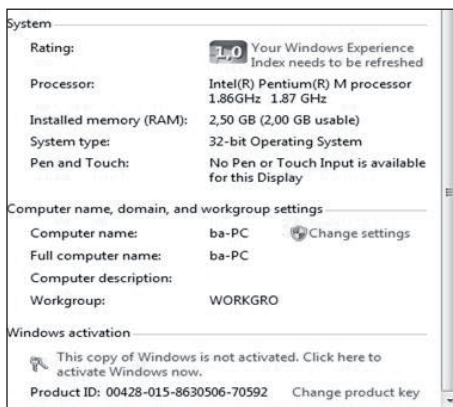 System
Rating: 1,0 Your Windows Experience
Index needs to be refreshed
Processor: Intel(R) Pentium(R) M processor
1.86GHz 1.87 GHz
Installed memory (RAM): 2,50 GB (2,00 GB usable)
System type: 32-bit Operating System
Pen and Touch: No Pen or Touch Input is available
for this Display
Computer name, domain, and workgroup settings
Computer name: ba-PC Change settings
Full computer name: ba-PC
Computer description:
Workgroup: WORKGRO
Windows activation
This copy of Windows is not activated. Click here to
activate Windows now.
Product ID: 00428-015-8630506-70592 Change product key